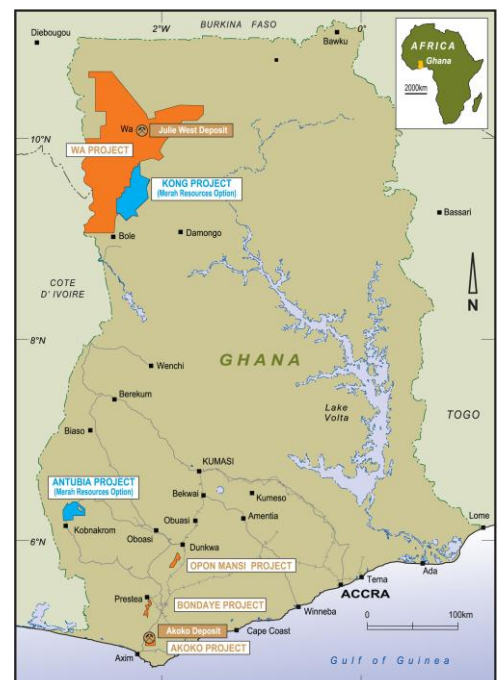 Diebougou
2°W
BURKINA FASO
0°
Bawku
AFRICA
Ghana
2000km
10°N
Wa
Julie West Deposit
WA PROJECT
KONG PROJECT
(Merah Resources Option)
Bassari
Bole
Damongo
COTE
D' IVOIRE
N
8°N
GHANA
Wenchi
Berekum
Lake
Volta
TOGO
Biaso
KUMASI
ANTUBIA PROJECT
(Merah Resources Option)
Bekwai
Kumeso
Kobnakrom
Obuasi
Amentia
Lome
6°N
Oboasi
Dunkwa
OPON MANSI PROJECT
Ada
Tema
Prestea
BONDAYE PROJECT
ACCRA
Winneba
0
100km
Akoko Deposit
Cape Coast
AKOKO PROJECT
Axim
Gulf of Guinea